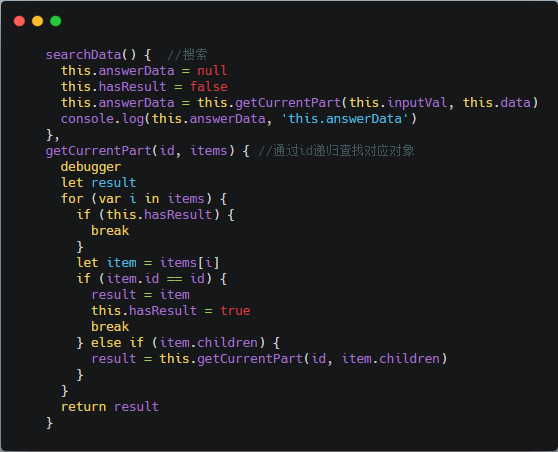 searchData() {  //搜索
  this.answerData = null
  this.hasResult = false
  this.answerData = this.getCurrentPart(this.inputVal, this.data)
  console.log(this.answerData, 'this.answerData')
},
getCurrentPart(id, items) { //通过id递归查找对应对象
  debugger
  let result
  for (var i in items) {
    if (this.hasResult) {
      break
    }
    let item = items[i]
    if (item.id == id) {
      result = item
      this.hasResult = true
      break
    } else if (item.children) {
      result = this.getCurrentPart(id, item.children)
    }
  }
  return result
}